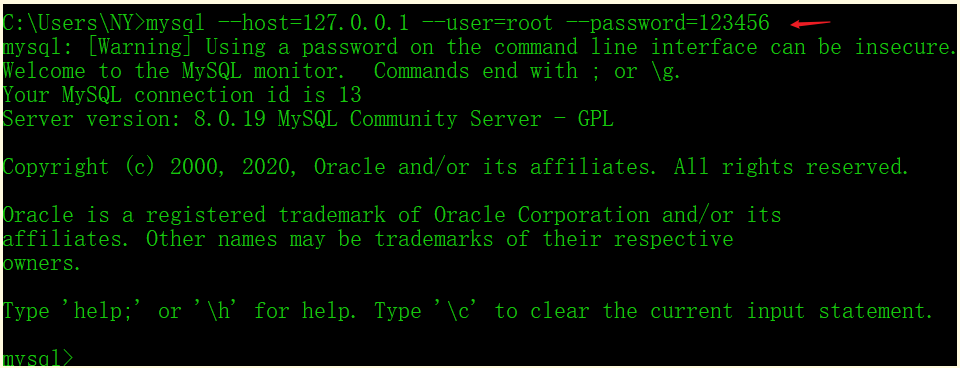 C:\Users\NY>mysql --host=127.0.0.1 --user=root --password=123456
mysql: [Warning] Using a password on the command line interface can be insecure.
Welcome to the MySQL monitor.  Commands end with ; or \g.
Your MySQL connection id is 13
Server version: 8.0.19 MySQL Community Server - GPL
Copyright (c) 2000, 2020, Oracle and/or its affiliates. All rights reserved.
Oracle is a registered trademark of Oracle Corporation and/or its
affiliates. Other names may be trademarks of their respective
owners.
Type 'help;' or '\h' for help. Type '\c' to clear the current input statement.
mysql>